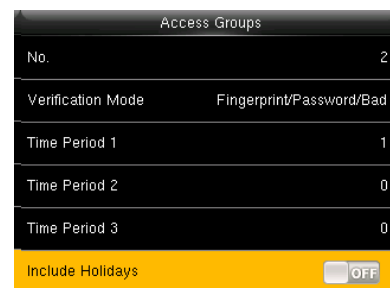 Access Groups
No. 2
Verification Mode Fingerprint/Password/Bad
Time Period 1 1
Time Period 2 0
Time Period 3 0
Include Holidays OFF